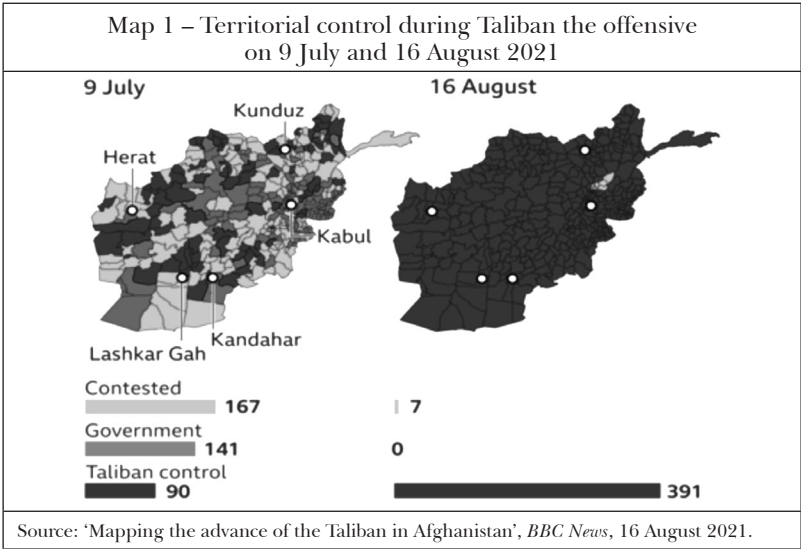 Map 1 – Territorial control during Taliban the offensive
on 9 July and 16 August 2021
9 July
16 August
Kunduz
Herat
Kabul
Kandahar
Lashkar Gah
Contested
167
7
Government
141
0
Taliban control
90
391
Source: ‘Mapping the advance of the Taliban in Afghanistan’, BBC News, 16 August 2021.